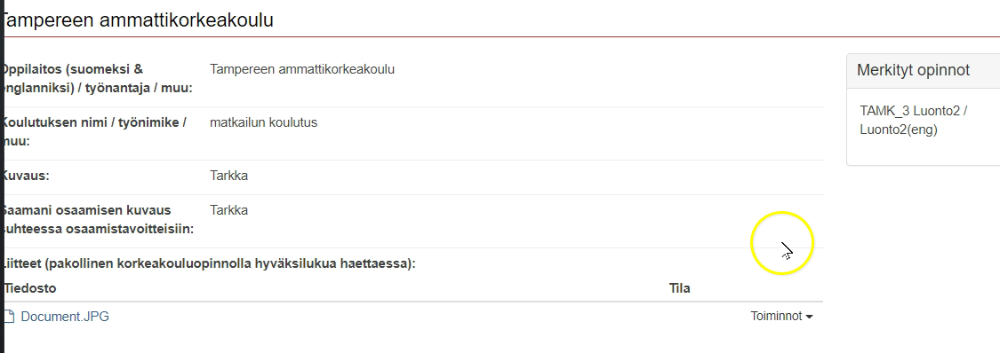 Tampereen ammattikorkeakoulu
Oppilaitos (suomeksi & Tampereen ammattikorkeakoulu
englanniksi) / työnantaja / muu:
Koulutuksen nimi / työnimike / matkailun koulutus
muu:
Kuvaus: Tarkka
Saamani osaamisen kuvaus Tarkka
suhteessa osaamistavoitteisiin:
Liitteet (pakollinen korkeakouluopinnolla hyväksilukua haettaessa):
Tiedosto Tila
Document.JPG Toiminnot
Merkityt opinnot
TAMK_3 Luonto2 /
Luonto2(eng)